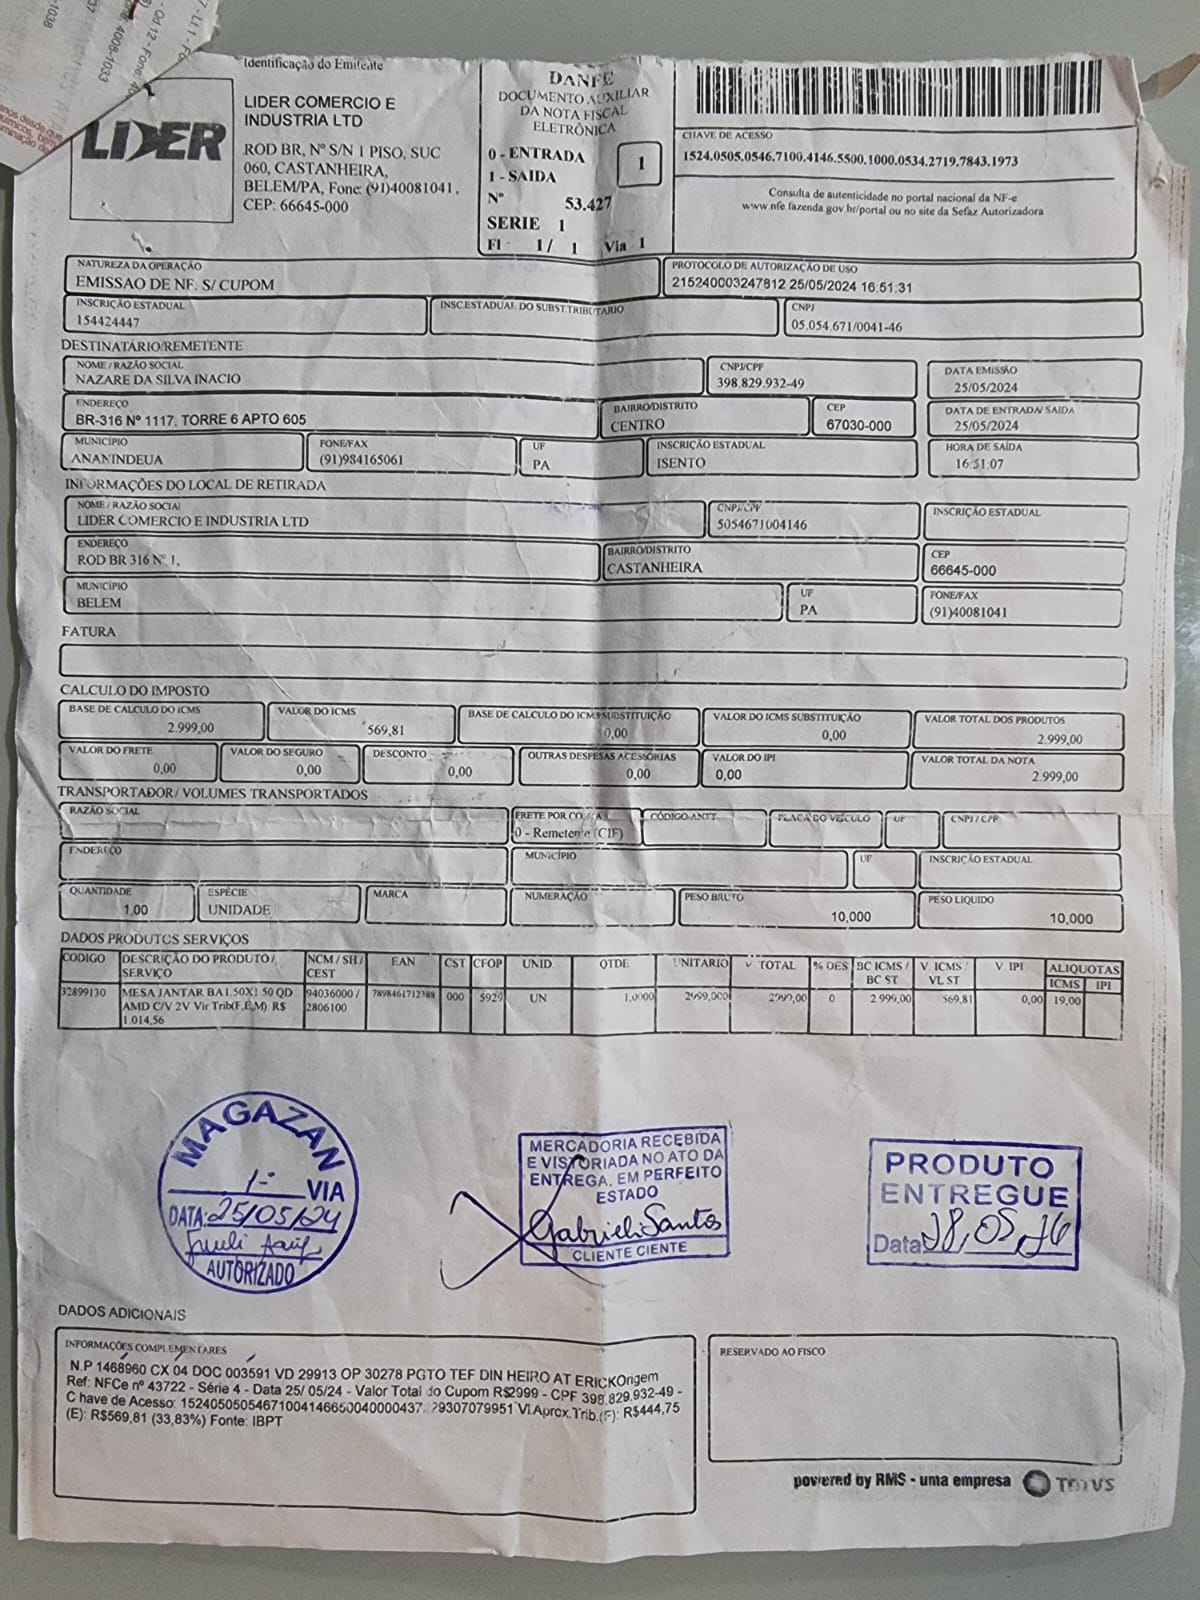 Identificação do Emitente
LIDER
LIDER COMERCIO E
INDUSTRIA LTD
ROD BR, Nº S/N 1 PISO, SUC
060, CASTANHEIRA,
BELEM/PA, Fone: (91)40081041,
CEP: 66645-000
DANFE
DOCUMENTO AUXILIAR
DA NOTA FISCAL
ELETRÔNICA
0 - ENTRADA
1 - SAIDA
1
Nº 53.427
SERIE 1
Fl 1/ 1 Via 1
CHAVE DE ACESSO
1524.0505.0546.7100.4146.5500.1000.0534.2719.7843.1973
Consulta de autenticidade no portal nacional da NF-e
www.nfe.fazenda.gov.br/portal ou no site da Sefaz Autorizadora
NATUREZA DA OPERAÇÃO
EMISSAO DE NF. S/ CUPOM
PROTOCOLO DE AUTORIZAÇÃO DE USO
215240003247812 25/05/2024 16:51:31
INSCRIÇÃO ESTADUAL
154424447
INSC.ESTADUAL DO SUBST.TRIBUTARIO
CNPJ
05.054.671/0041-46
DESTINATÁRIO/REMETENTE
NOME / RAZÃO SOCIAL
NAZARE DA SILVA INACIO
CNPJ/CPF
398.829.932-49
DATA EMISSÃO
25/05/2024
ENDEREÇO
BR-316 Nº 1117, TORRE 6 APTO 605
BAIRRO/DISTRITO
CENTRO
CEP
67030-000
DATA DE ENTRADA/ SAIDA
25/05/2024
MUNICÍPIO
ANANINDEUA
FONE/FAX
(91)984165061
UF
PA
INSCRIÇÃO ESTADUAL
ISENTO
HORA DE SAÍDA
16:51:07
INFORMAÇÕES DO LOCAL DE RETIRADA
NOME / RAZÃO SOCIAL
LIDER COMERCIO E INDUSTRIA LTD
CNPJ/CPF
5054671004146
INSCRIÇÃO ESTADUAL
ENDEREÇO
ROD BR 316 Nº 1,
BAIRRO/DISTRITO
CASTANHEIRA
CEP
66645-000
MUNICÍPIO
BELEM
UF
PA
FONE/FAX
(91)40081041
FATURA
CALCULO DO IMPOSTO
BASE DE CALCULO DO ICMS
2.999,00
VALOR DO ICMS
569,81
BASE DE CALCULO DO ICMS SUBSTITUIÇÃO
0,00
VALOR DO ICMS SUBSTITUIÇÃO
0,00
VALOR TOTAL DOS PRODUTOS
2.999,00
VALOR DO FRETE
0,00
VALOR DO SEGURO
0,00
DESCONTO
0,00
OUTRAS DESPESAS ACESSÓRIAS
0,00
VALOR DO IPI
0,00
VALOR TOTAL DA NOTA
2.999,00
TRANSPORTADOR/ VOLUMES TRANSPORTADOS
RAZÃO SOCIAL
FRETE POR CONTA
0 - Remetente (CIF)
CÓDIGO ANTT
PLACA DO VEÍCULO
UF
CNPJ / CPF
ENDEREÇO
MUNICÍPIO
UF
INSCRIÇÃO ESTADUAL
QUANTIDADE
1,00
ESPÉCIE
UNIDADE
MARCA
NUMERAÇÃO
PESO BRUTO
10,000
PESO LIQUIDO
10,000
DADOS PRODUTOS SERVIÇOS
CODIGO DESCRIÇÃO DO PRODUTO / SERVIÇO NCM / SH / CEST EAN CST CFOP UNID QTDE UNITARIO V TOTAL % DES BC ICMS / BC ST V. ICMS / VL ST V. IPI ALIQUOTAS ICMS IPI
32899130 MESA JANTAR BA1.50X1.50 QD 94036000 / 7898461712388 000 5929 UN 1,0000 2999,000 2999,00 0 2.999,00 569,81 0,00 19,00
AMD C/V 2V Vlr Trib(F,E,M) R$ 2806100
1.014,56
MAGAZAN
1- VIA
DATA: 25/05/24
AUTORIZADO
MERCADORIA RECEBIDA
E VISTORIADA NO ATO DA
ENTREGA, EM PERFEITO
ESTADO
Gabrieli Santos
CLIENTE CIENTE
PRODUTO
ENTREGUE
Data 28,05,24
DADOS ADICIONAIS
INFORMAÇÕES COMPLEMENTARES
N.P 1468960 CX 04 DOC 003591 VD 29913 OP 30278 PGTO TEF DIN HEIRO AT ERICKOrigem
Ref: NFCe nº 43722 - Série 4 - Data 25/ 05/24 - Valor Total do Cupom R$2999 - CPF 398.829.932-49 -
C have de Acesso: 1524050505467100414665004000043 29307079951 Vl.Aprox.Trib.(F): R$444,75
(E): R$569,81 (33,83%) Fonte: IBPT
RESERVADO AO FISCO
powered by RMS - uma empresa TOTVS